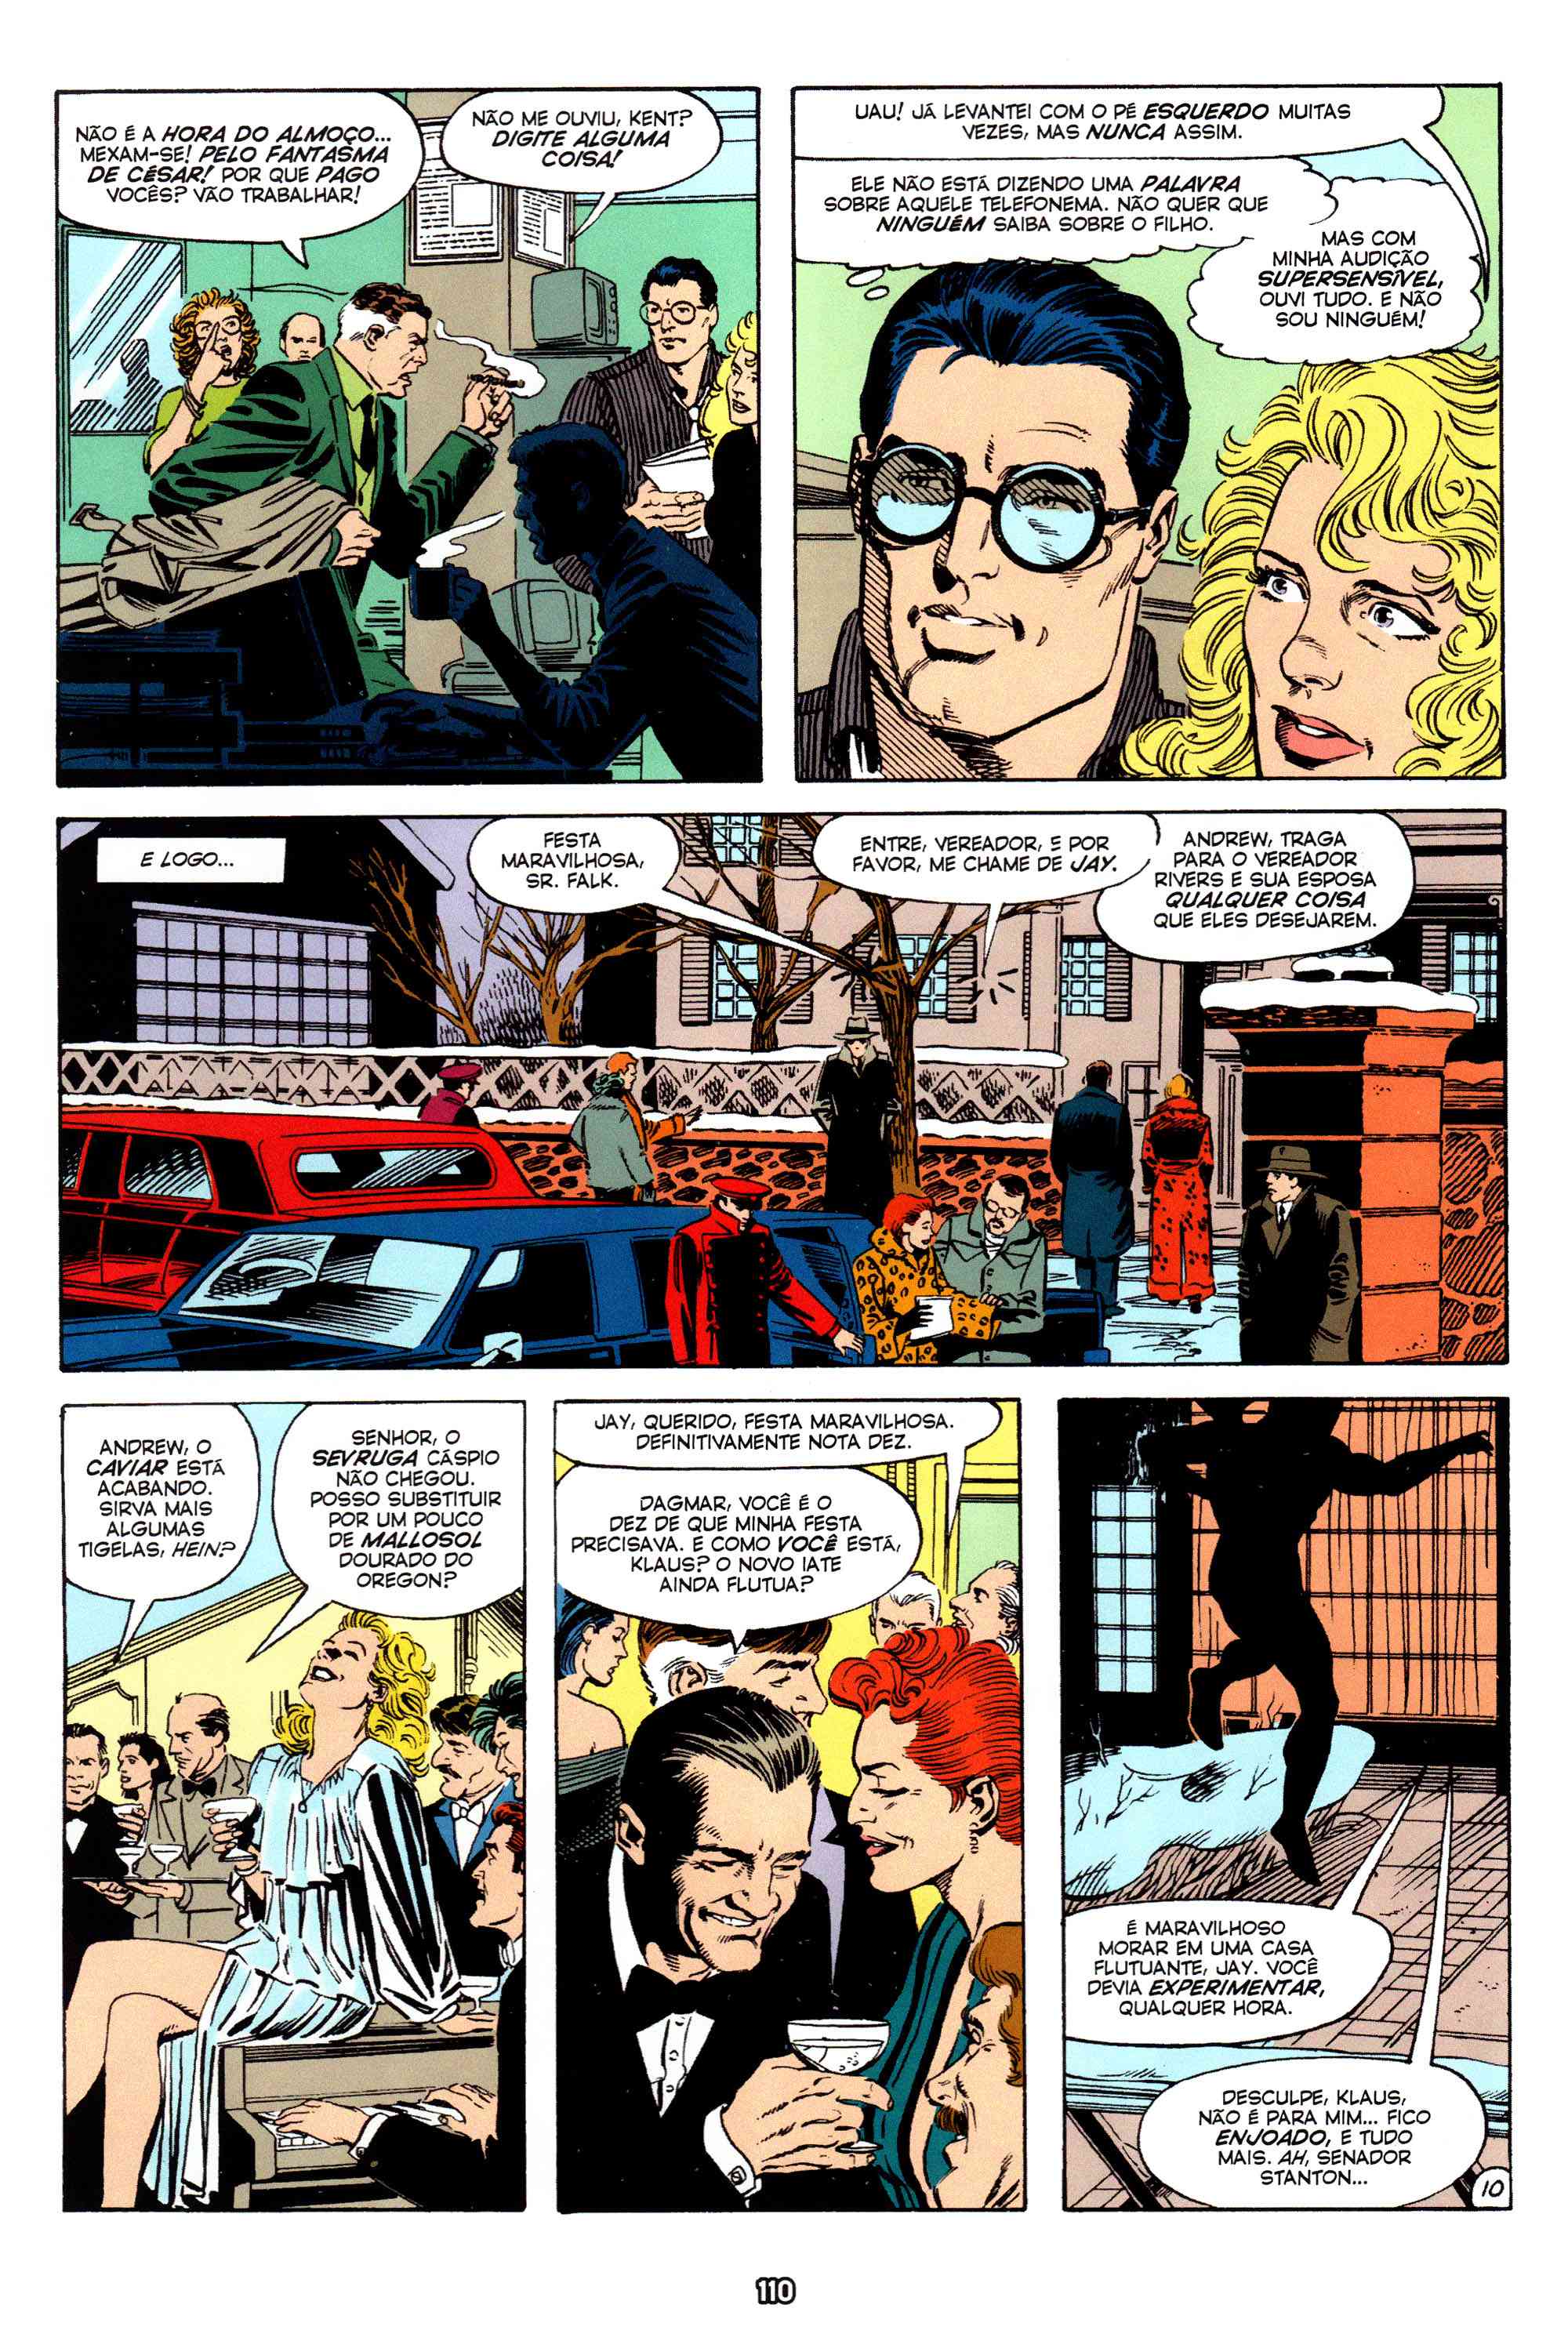 NÃO É A HORA DO ALMOÇO...
MEXAM-SE! PELO FANTASMA
DE CÉSAR! POR QUE PAGO
VOCÊS? VÃO TRABALHAR!
NÃO ME OUVIU, KENT?
DIGITE ALGUMA
COISA!
UAU! JÁ LEVANTEI COM O PÉ ESQUERDO MUITAS
VEZES, MAS NUNCA ASSIM.
ELE NÃO ESTÁ DIZENDO UMA PALAVRA
SOBRE AQUELE TELEFONEMA. NÃO QUER QUE
NINGUÉM SAIBA SOBRE O FILHO.
MAS COM
MINHA AUDIÇÃO
SUPERSENSÍVEL,
OUVI TUDO. E NÃO
SOU NINGUÉM!
E LOGO...
FESTA
MARAVILHOSA,
SR. FALK.
ENTRE, VEREADOR, E POR
FAVOR, ME CHAME DE JAY.
ANDREW, TRAGA
PARA O VEREADOR
RIVERS E SUA ESPOSA
QUALQUER COISA
QUE ELES DESEJAREM.
ANDREW, O
CAVIAR ESTÁ
ACABANDO.
SIRVA MAIS
ALGUMAS
TIGELAS, HEIN?
SENHOR, O
SEVRUGA CÁSPIO
NÃO CHEGOU.
POSSO SUBSTITUIR
POR UM POUCO
DE MALLOSOL
DOURADO DO
OREGON?
JAY, QUERIDO, FESTA MARAVILHOSA.
DEFINITIVAMENTE NOTA DEZ.
DAGMAR, VOCÊ É O
DEZ DE QUE MINHA FESTA
PRECISAVA. E COMO VOCÊ ESTÁ,
KLAUS? O NOVO IATE
AINDA FLUTUA?
É MARAVILHOSO
MORAR EM UMA CASA
FLUTUANTE, JAY. VOCÊ
DEVIA EXPERIMENTAR,
QUALQUER HORA.
DESCULPE, KLAUS,
NÃO É PARA MIM... FICO
ENJOADO, E TUDO
MAIS. AH, SENADOR
STANTON...
10
110